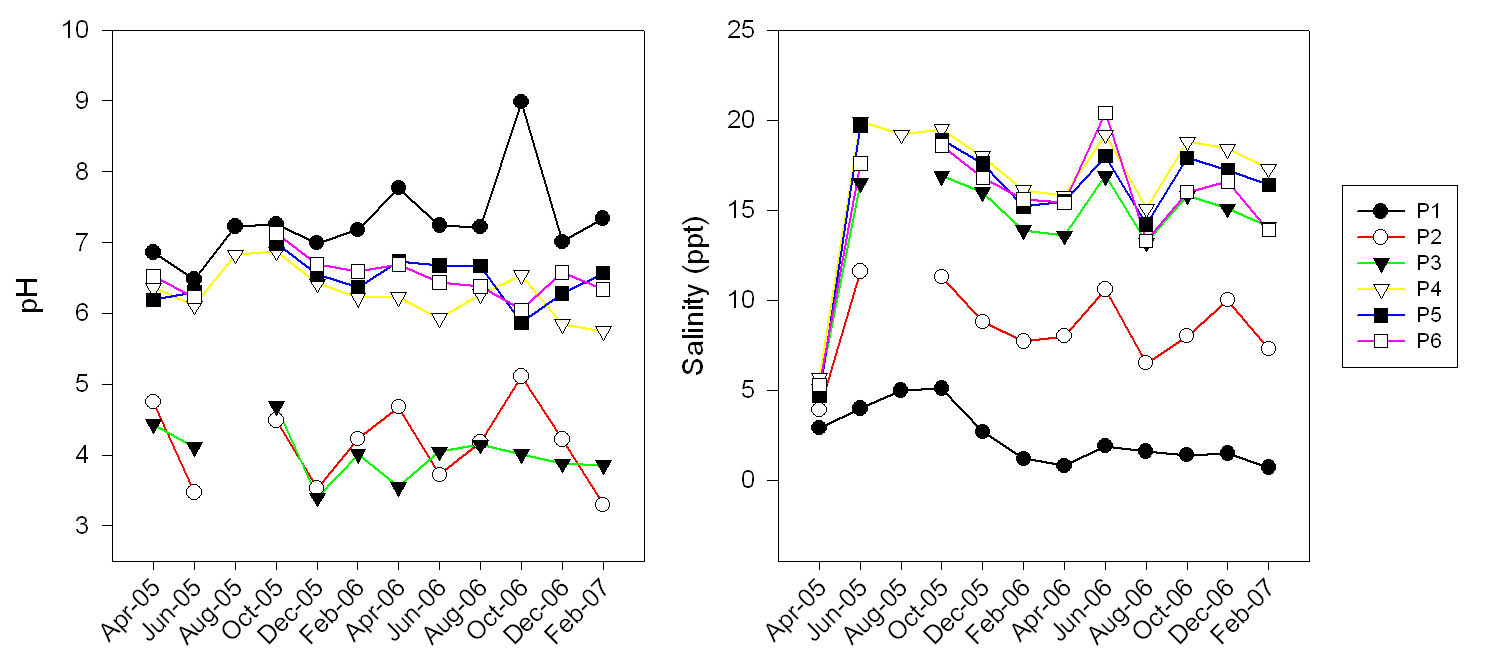 10
9
8
7
6
5
4
3
pH
Apr-05
Jun-05
Aug-05
Oct-05
Dec-05
Feb-06
Apr-06
Jun-06
Aug-06
Oct-06
Dec-06
Feb-07
25
20
15
10
5
0
Salinity (ppt)
Apr-05
Jun-05
Aug-05
Oct-05
Dec-05
Feb-06
Apr-06
Jun-06
Aug-06
Oct-06
Dec-06
Feb-07
P1
P2
P3
P4
P5
P6